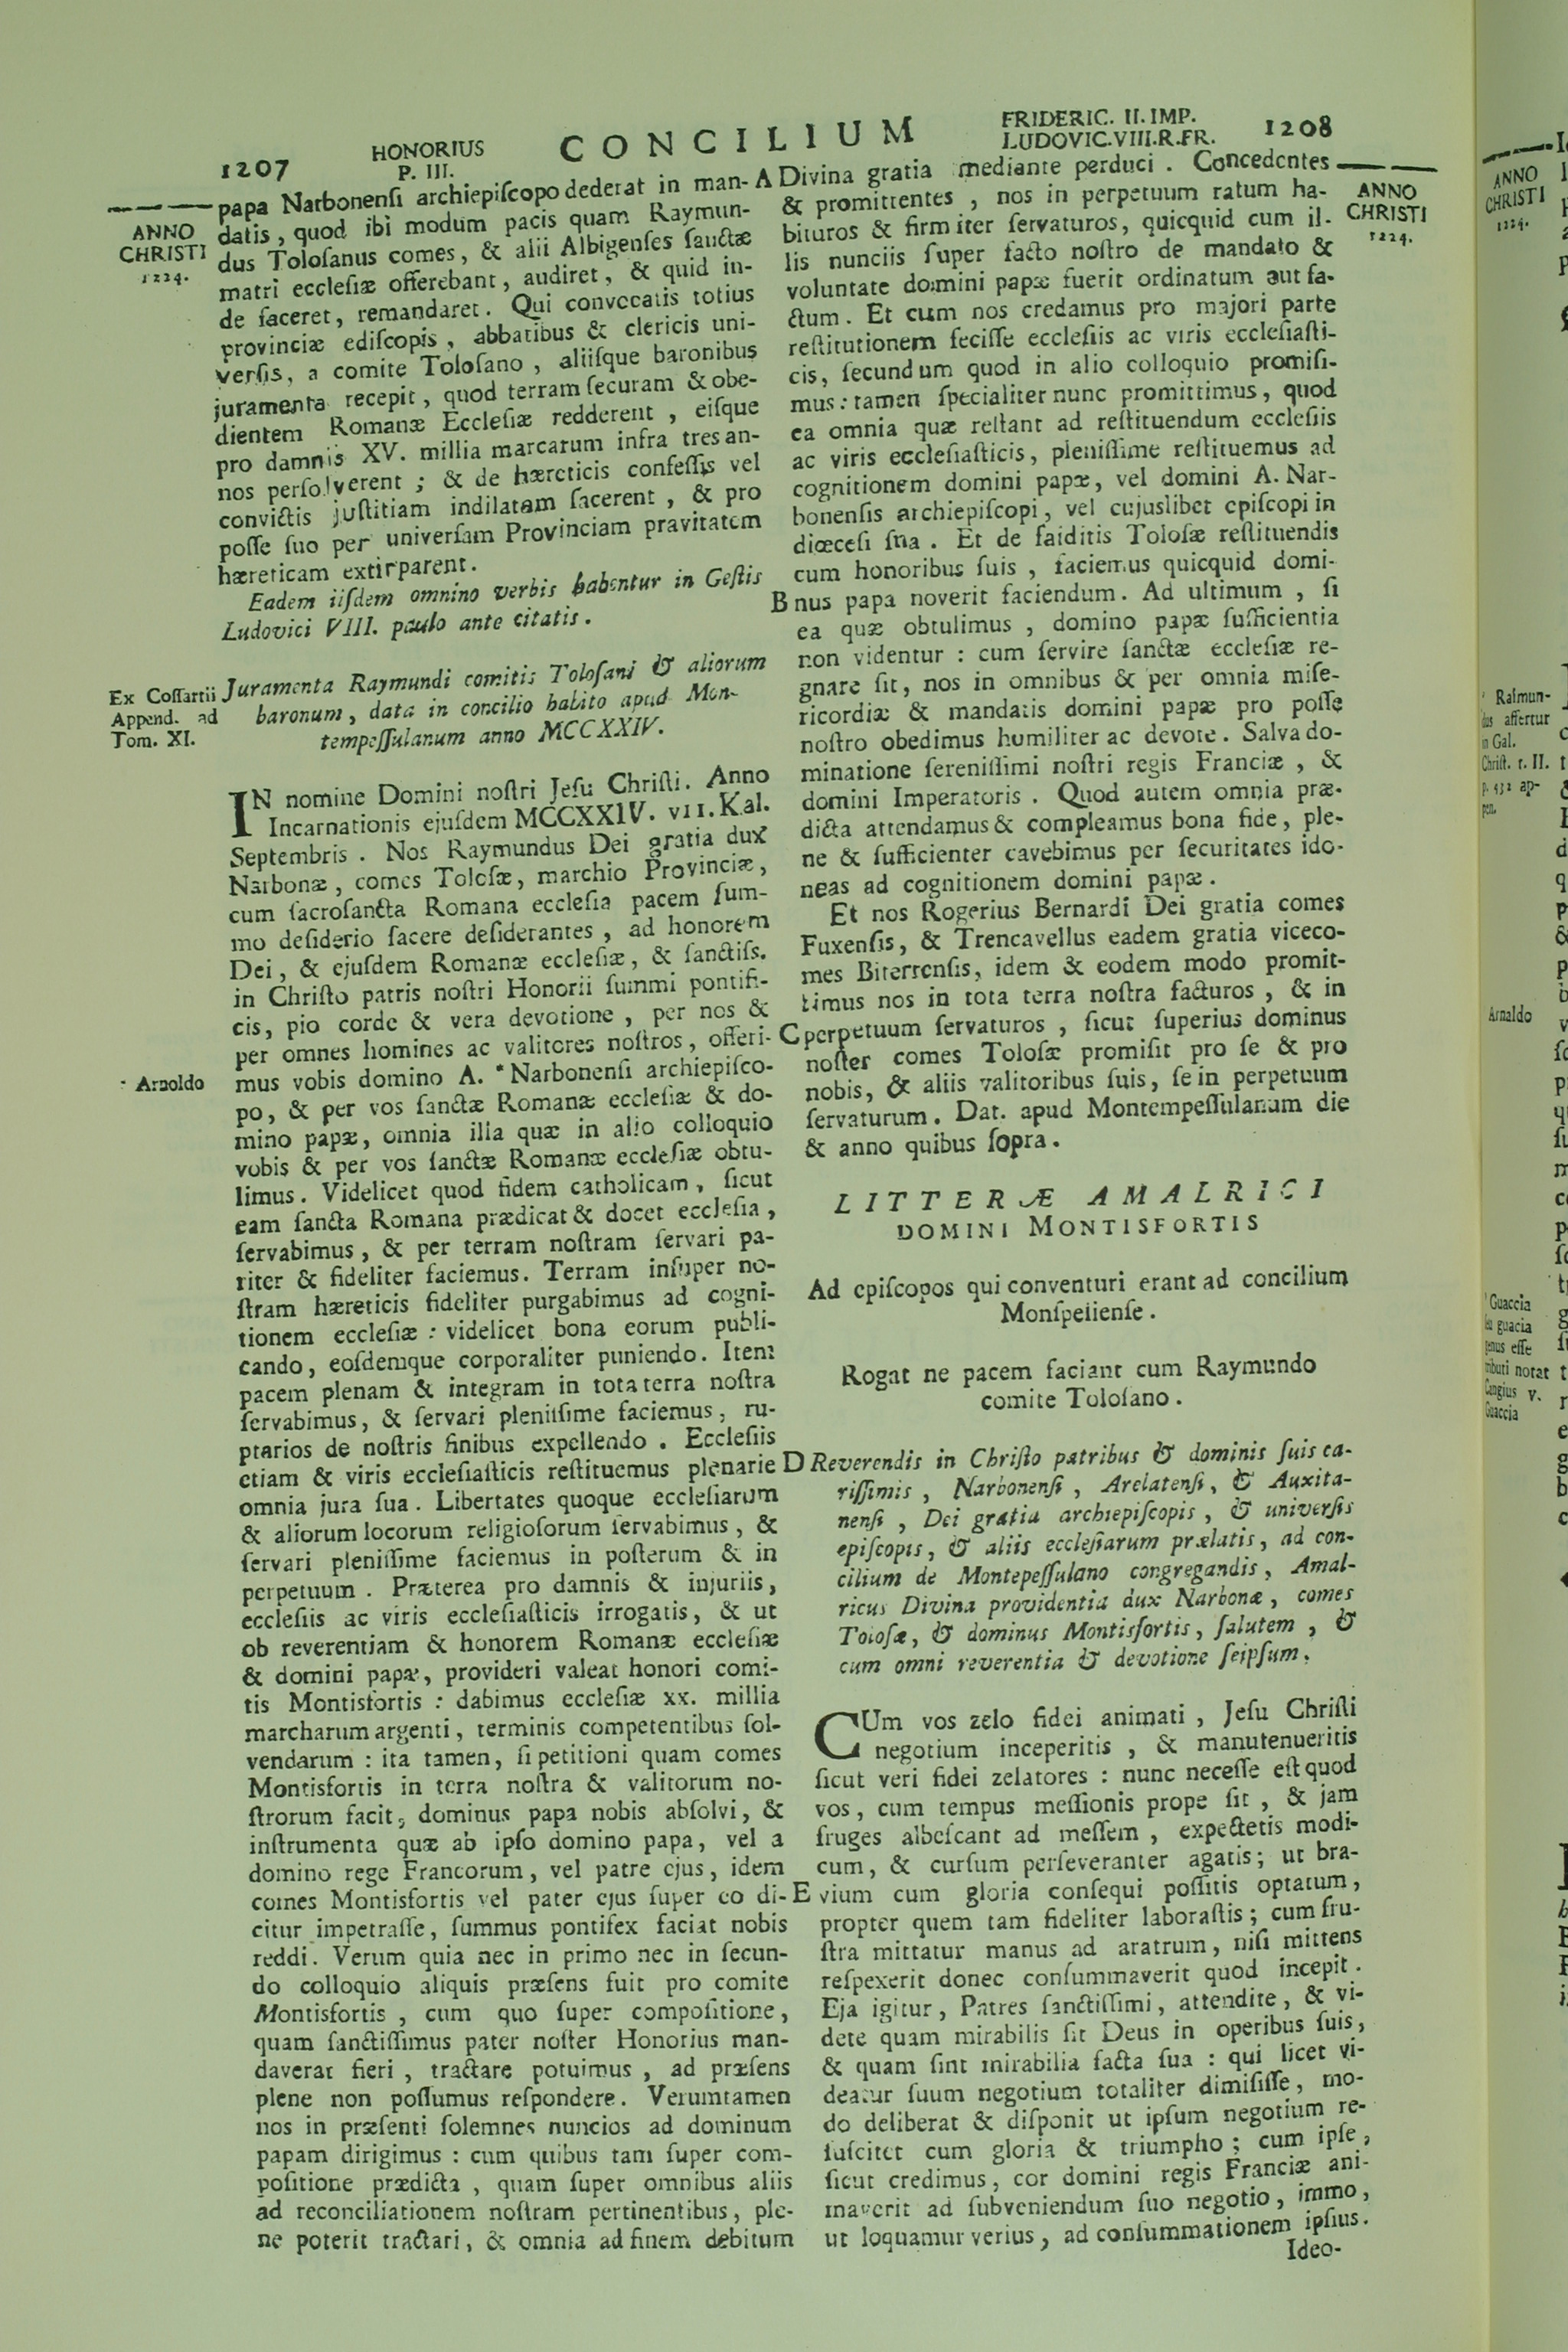 1207
HONORIUS
P. III.
CONCILIUM
FRIDERIC. II. IMP.
LUDOVIC.VIII.R.FR.
1208
ANNO
CHRISTI
1224.
papa Narbonenſi archiepiſcopo dederat in man-
datis, quod ibi modum pacis quam Raymun-
dus Toloſanus comes, & alii Albigenſes ſanctæ
matri eccleſiæ offerebant, audiret, & quid in-
de faceret, remandaret. Qui convocatis totius
provinciæ ediſcopis, abbatibus & clericis uni-
verſis, a comite Toloſano, aliiſque baronibus
juramenta recepit, quod terram ſecuram & obe-
dientem Romanæ Eccleſiæ redderent, eiſque
pro damnis XV. millia marcarum infra tres an-
nos perſolverent; & de hæreticis confeſſis vel
convictis juſtitiam indilatam facerent, & pro
poſſe ſuo per univerſam Provinciam pravitatem
hæreticam extirparent.
Eadem iiſdem omnino verbis habentur in Geſtis
Ludovici VIII. paulo ante citatis.
Ex Coſſartii
Append. ad
Tom. XI.
Juramenta Raymundi comitis Toloſani & aliorum
baronum, data in concilio habito apud Mon-
tempeſſulanum anno MCCXXIV.
IN nomine Domini noſtri Jeſu Chriſti. Anno
Incarnationis ejuſdem MCCXXIV. VII. Kal.
Septembris. Nos Raymundus Dei gratia dux
Narbonæ, comes Toloſæ, marchio Provinciæ,
cum ſacroſancta Romana eccleſia pacem ſum-
mo deſiderio facere deſiderantes, ad honorem
Dei, & ejuſdem Romanæ eccleſiæ, & ſanctiſs.
in Chriſto patris noſtri Honorii ſummi pontifi-
cis, pio corde & vera devotione, per nos &
per omnes homines ac valitores noſtros, offeri-
* Arnoldo
mus vobis domino A. * Narbonenſi archiepiſco-
po, & per vos ſanctæ Romanæ eccleſiæ & do-
mino papæ, omnia illa quæ in alio colloquio
vobis & per vos ſanctæ Romanæ eccleſiæ obtu-
limus. Videlicet quod fidem catholicam, ſicut
eam ſancta Romana prædicat & docet eccleſia,
ſervabimus, & per terram noſtram ſervari pa-
riter & fideliter faciemus. Terram inſuper no-
ſtram hæreticis fideliter purgabimus ad cogni-
tionem eccleſiæ: videlicet bona eorum publi-
cando, eoſdemque corporaliter puniendo. Item
pacem plenam & integram in tota terra noſtra
ſervabimus, & ſervari pleniſſime faciemus, ru-
ptarios de noſtris finibus expellendo. Eccleſiis
etiam & viris eccleſiaſticis reſtituemus plenarie
omnia jura ſua. Libertates quoque eccleſiarum
& aliorum locorum religioſorum ſervabimus, &
ſervari pleniſſime faciemus in poſterum & in
perpetuum. Præterea pro damnis & injuriis,
eccleſiis ac viris eccleſiaſticis irrogatis, & ut
ob reverentiam & honorem Romanæ eccleſiæ
& domini papæ, provideri valeat honori comi-
tis Montisfortis: dabimus eccleſiæ xx. millia
marcharum argenti, terminis competentibus ſol-
vendarum: ita tamen, ſi petitioni quam comes
Montisfortis in terra noſtra & valitorum no-
ſtrorum facit, dominus papa nobis abſolvi, &
inſtrumenta quæ ab ipſo domino papa, vel a
domino rege Francorum, vel patre ejus, idem
comes Montisfortis vel pater ejus ſuper eo di-
citur impetraſſe, ſummus pontifex faciat nobis
reddi. Verum quia nec in primo nec in ſecun-
do colloquio aliquis præſens fuit pro comite
Montisfortis, cum quo ſuper compoſitione,
quam ſanctiſſimus pater noſter Honorius man-
daverat fieri, tractare potuimus, ad præſens
plene non poſſumus reſpondere. Verumtamen
nos in præſenti ſolemnes nuncios ad dominum
papam dirigimus: cum quibus tam ſuper com-
poſitione prædicta, quam ſuper omnibus aliis
ad reconciliationem noſtram pertinentibus, ple-
ne poterit tractari, & omnia ad finem debitum
A Divina gratia mediante perduci. Concedentes
& promittentes, nos in perpetuum ratum ha-
bituros & firmiter ſervaturos, quicquid cum il-
lis nunciis ſuper facto noſtro de mandato &
voluntate domini papæ fuerit ordinatum aut fa-
ctum. Et cum nos credamus pro majori parte
reſtitutionem feciſſe eccleſiis ac viris eccleſiaſti-
cis, ſecundum quod in alio colloquio promiſi-
mus: tamen ſpecialiter nunc promittimus, quod
ea omnia quæ reſtant ad reſtituendum eccleſiis
ac viris eccleſiaſticis, pleniſſime reſtituemus ad
cognitionem domini papæ, vel domini A. Nar-
bonenſis archiepiſcopi, vel cujuslibet epiſcopi in
diœceſi ſua. Et de faiditis Toloſæ reſtituendis
cum honoribus ſuis, faciemus quicquid domi-
B nus papa noverit faciendum. Ad ultimum, ſi
ea quæ obtulimus, domino papæ ſufficientia
non videntur: cum ſervire ſanctæ eccleſiæ re-
gnare ſit, nos in omnibus & per omnia miſe-
ricordiæ & mandatis domini papæ pro poſſe
noſtro obedimus humiliter ac devote. Salva do-
minatione ſereniſſimi noſtri regis Franciæ, &
domini Imperatoris. Quod autem omnia præ-
dicta attendamus & compleamus bona fide, ple-
ne & ſufficienter cavebimus per ſecuritates ido-
neas ad cognitionem domini papæ.
Et nos Rogerius Bernardi Dei gratia comes
Fuxenſis, & Trencavellus eadem gratia viceco-
mes Biterrenſis, idem & eodem modo promit-
timus nos in tota terra noſtra facturos, & in
C perpetuum ſervaturos, ſicut ſuperius dominus
noſter comes Toloſæ promiſit pro ſe & pro
nobis, & aliis valitoribus ſuis, ſe in perpetuum
ſervaturum. Dat. apud Montempeſſulanum die
& anno quibus ſopra.
LITTERÆ AMALRICI
DOMINI MONTISFORTIS
Ad epiſcopos qui conventuri erant ad concilium
Monſpelienſe.
Rogat ne pacem faciant cum Raymundo
comite Toloſano.
D Reverendis in Chriſto patribus & dominis ſuis ca-
riſſimis, Narbonenſi, Arelatenſi, & Auxita-
nenſi, Dei gratia archiepiſcopis, & univerſis
epiſcopis, & aliis eccleſiarum prælatis, ad con-
cilium de Montepeſſulano congregandis, Amal-
ricus Divina providentia dux Narbonæ, comes
Toloſæ, & dominus Montisfortis, ſalutem, &
cum omni reverentia & devotione ſeipſum.
CUm vos zelo fidei animati, Jeſu Chriſti
negotium inceperitis, & manutenueritis
ſicut veri fidei zelatores: nunc neceſſe eſt quod
vos, cum tempus meſſionis prope ſit, & jam
fruges albeſcant ad meſſem, expectetis modi-
cum, & curſum perſeveranter agatis; ut bra-
E vium cum gloria conſequi poſſitis optatum,
propter quem tam fideliter laboraſtis; cum fru-
ſtra mittatur manus ad aratrum, niſi mittens
reſpexerit donec conſummaverit quod incepit.
Eja igitur, Patres ſanctiſſimi, attendite, & vi-
dete quam mirabilis ſit Deus in operibus ſuis,
& quam ſint mirabilia facta ſua: qui licet vi-
deatur ſuum negotium totaliter dimiſiſſe, mo-
do deliberat & diſponit ut ipſum negotium re-
ſuſcitet cum gloria & triumpho; cum ipſe,
ſicut credimus, cor domini regis Franciæ ani-
maverit ad ſubveniendum ſuo negotio, immo,
ut loquamur verius, ad conſummationem ipſius.
Ideo-
ANNO
CHRISTI
1224.
ANNO
CHRISTI
1224.
Raimun-
dus affertur
in Gal.
Chriſt. t. II.
p. 432 ap-
pen.
Arnaldo
Guaccia
guacia
eſſe
notat
Cangius v.
Guaccia